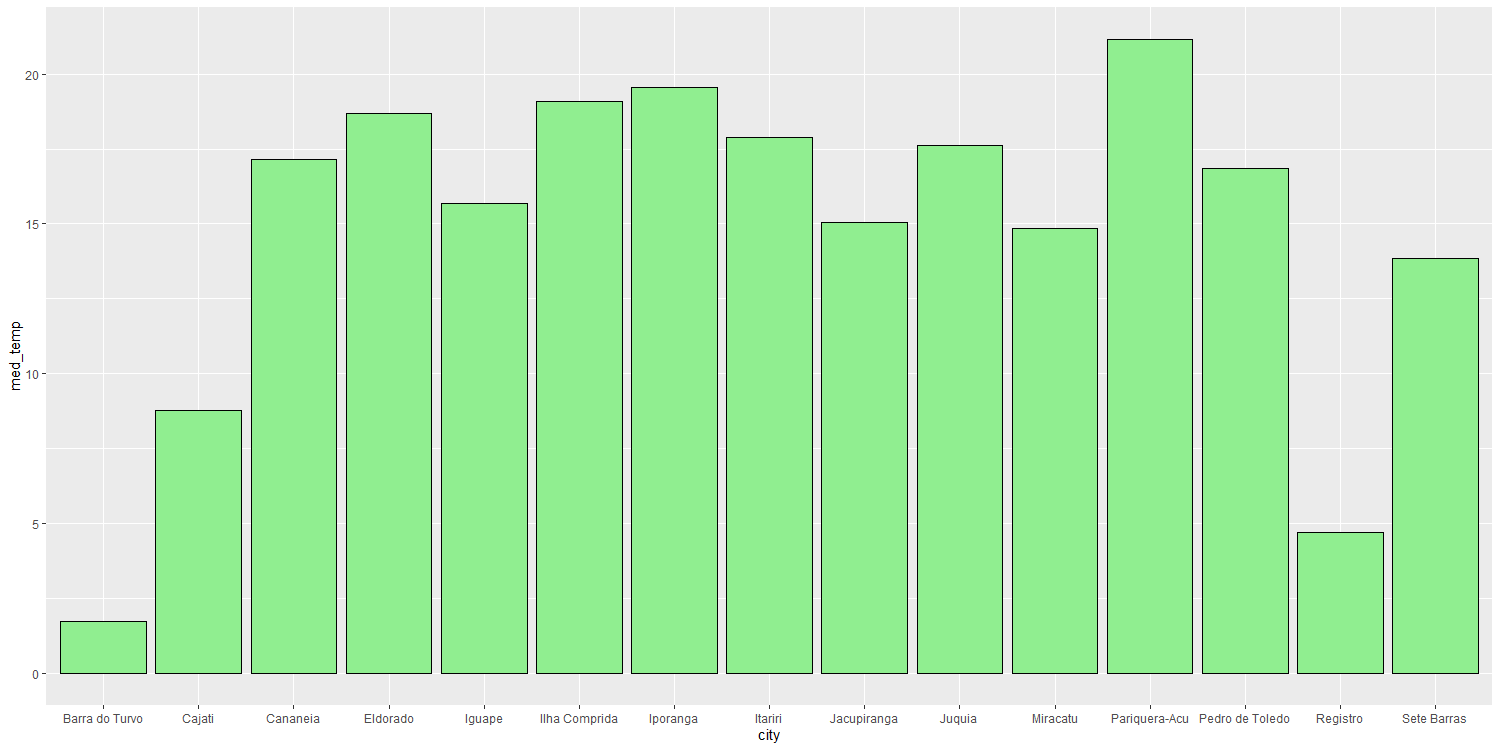 20
15
10
5
0
med_temp
Barra do Turvo Cajati Cananeia Eldorado Iguape Ilha Comprida Iporanga Itariri Jacupiranga Juquia Miracatu Pariquera-Acu Pedro de Toledo Registro Sete Barras
city